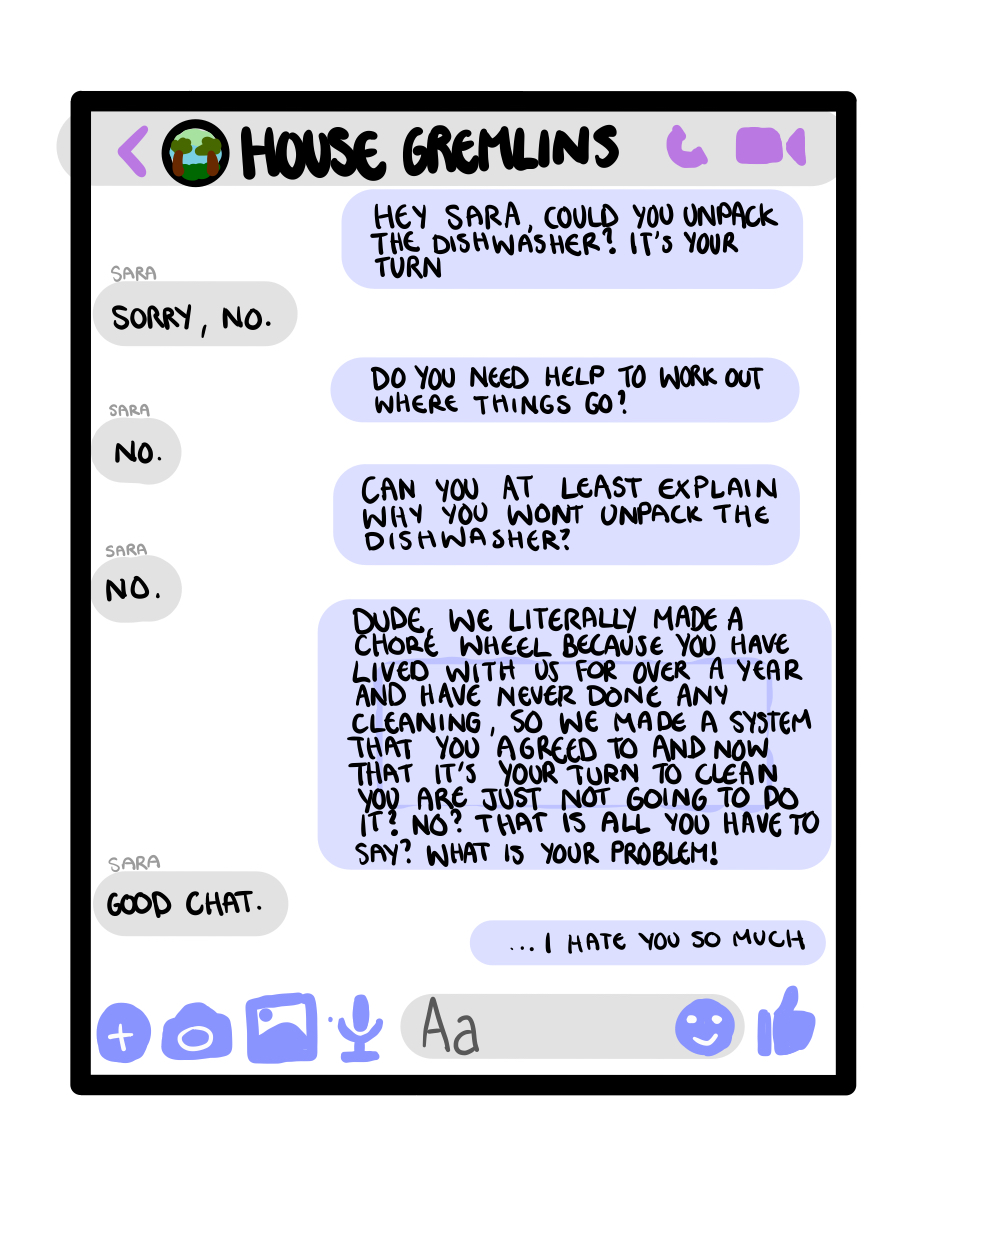 HOUSE GREMLINS
HEY SARA, COULD YOU UNPACK
THE DISHWASHER? IT'S YOUR
TURN
SARA
SORRY, NO.
DO YOU NEED HELP TO WORK OUT
WHERE THINGS GO?
SARA
NO.
CAN YOU AT LEAST EXPLAIN
WHY YOU WONT UNPACK THE
DISHWASHER?
SARA
NO.
DUDE, WE LITERALLY MADE A
CHORE WHEEL BECAUSE YOU HAVE
LIVED WITH US FOR OVER A YEAR
AND HAVE NEVER DONE ANY
CLEANING, SO WE MADE A SYSTEM
THAT YOU AGREED TO AND NOW
THAT IT'S YOUR TURN TO CLEAN
YOU ARE JUST NOT GOING TO DO
IT? NO? THAT IS ALL YOU HAVE TO
SAY? WHAT IS YOUR PROBLEM!
SARA
GOOD CHAT.
...I HATE YOU SO MUCH
Aa